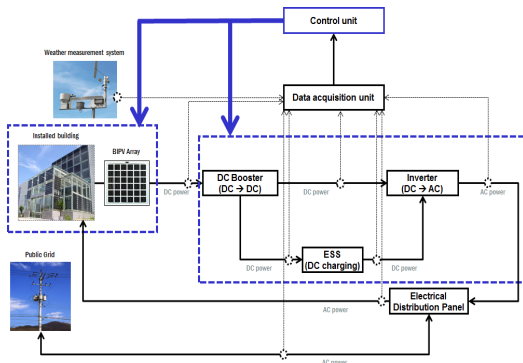 Control unit
Weather measurement system
Data acquisition unit
Installed building
BIPV Array
DC Booster
(DC → DC)
Inverter
(DC → AC)
DC power
DC power
AC power
ESS
(DC charging)
DC power
DC power
Public Grid
Electrical
Distribution Panel
AC power
AC power